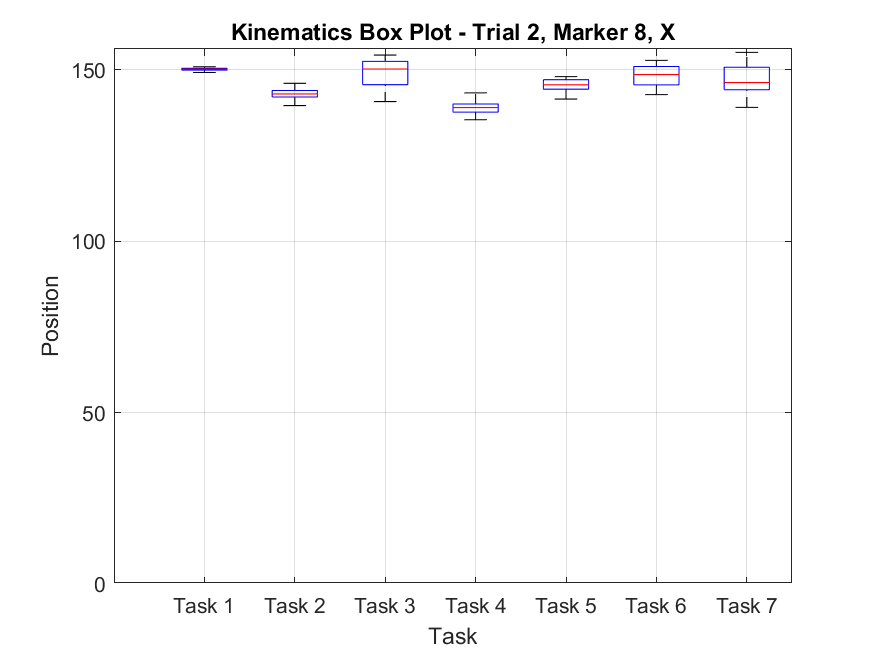 Kinematics Box Plot - Trial 2, Marker 8, X
150
100
50
0
Position
Task 1 Task 2 Task 3 Task 4 Task 5 Task 6 Task 7
Task